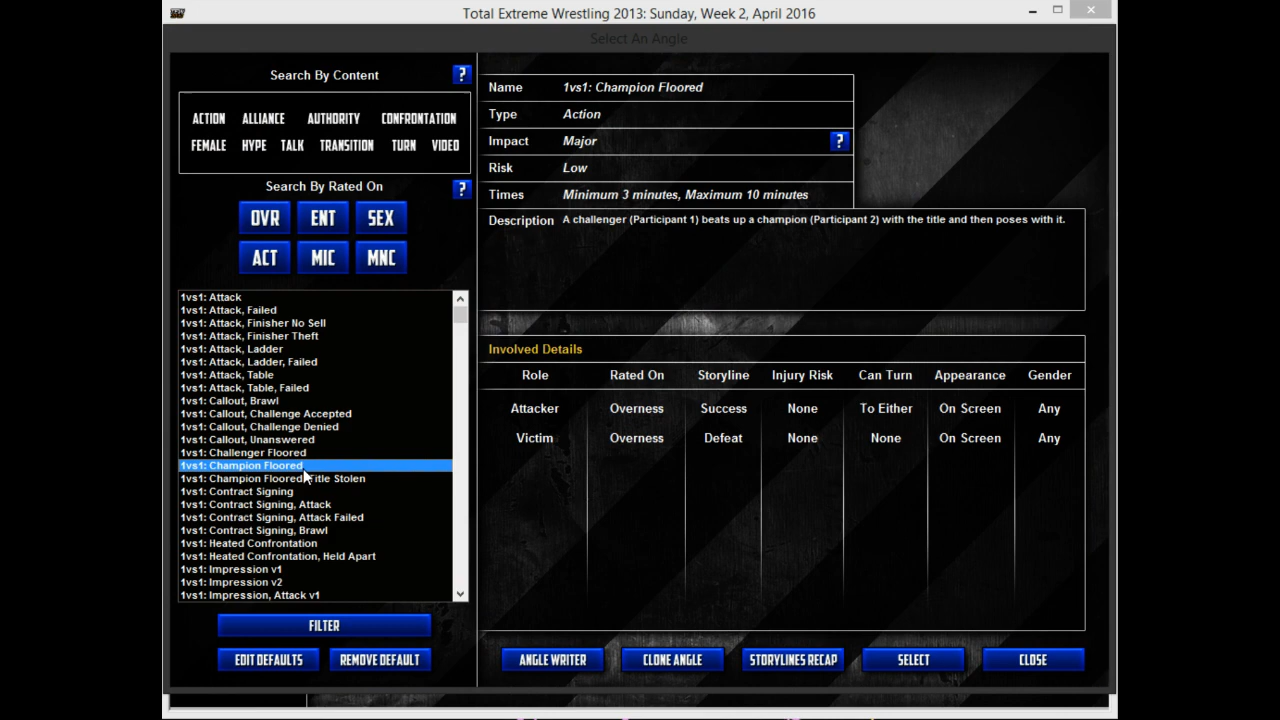 Total Extreme Wrestling 2013: Sunday, Week 2, April 2016
Select An Angle
Search By Content
?
ACTION ALLIANCE AUTHORITY CONFRONTATION
FEMALE HYPE TALK TRANSITION TURN VIDEO
Search By Rated On
?
OVR ENT SEX
ACT MIC MNC
1vs1: Attack
1vs1: Attack, Failed
1vs1: Attack, Finisher No Sell
1vs1: Attack, Finisher Theft
1vs1: Attack, Ladder
1vs1: Attack, Ladder, Failed
1vs1: Attack, Table
1vs1: Attack, Table, Failed
1vs1: Callout, Brawl
1vs1: Callout, Challenge Accepted
1vs1: Callout, Challenge Denied
1vs1: Callout, Unanswered
1vs1: Challenger Floored
1vs1: Champion Floored
1vs1: Champion Floored, Title Stolen
1vs1: Contract Signing
1vs1: Contract Signing, Attack
1vs1: Contract Signing, Attack Failed
1vs1: Contract Signing, Brawl
1vs1: Heated Confrontation
1vs1: Heated Confrontation, Held Apart
1vs1: Impression v1
1vs1: Impression v2
1vs1: Impression, Attack v1
FILTER
EDIT DEFAULTS REMOVE DEFAULT
Name 1vs1: Champion Floored
Type Action
Impact Major ?
Risk Low
Times Minimum 3 minutes, Maximum 10 minutes
Description A challenger (Participant 1) beats up a champion (Participant 2) with the title and then poses with it.
Involved Details
Role Rated On Storyline Injury Risk Can Turn Appearance Gender
Attacker Overness Success None To Either On Screen Any
Victim Overness Defeat None None On Screen Any
ANGLE WRITER CLONE ANGLE STORYLINES RECAP SELECT CLOSE